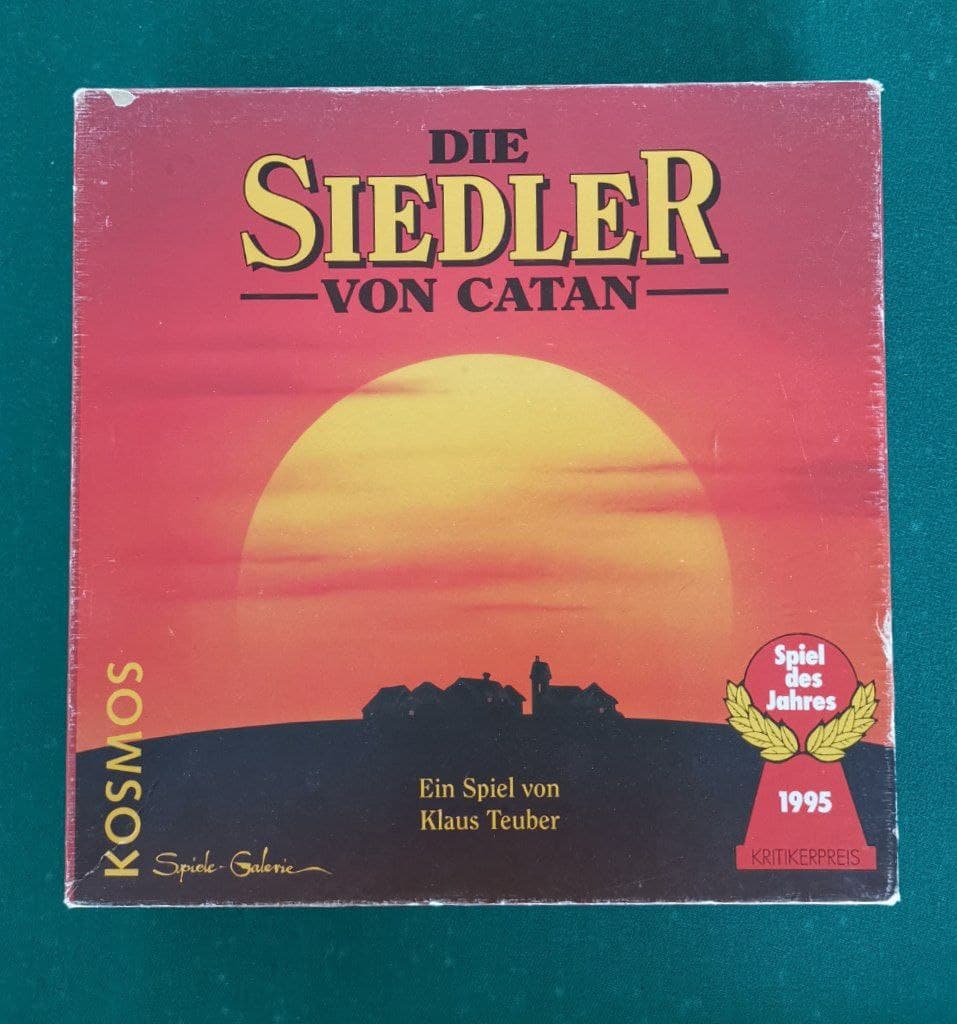 DIE
SIEDLER
VON CATAN
Spiel
des
Jahres
1995
KRITIKERPREIS
Ein Spiel von
Klaus Teuber
KOSMOS
Spiele-Galerie